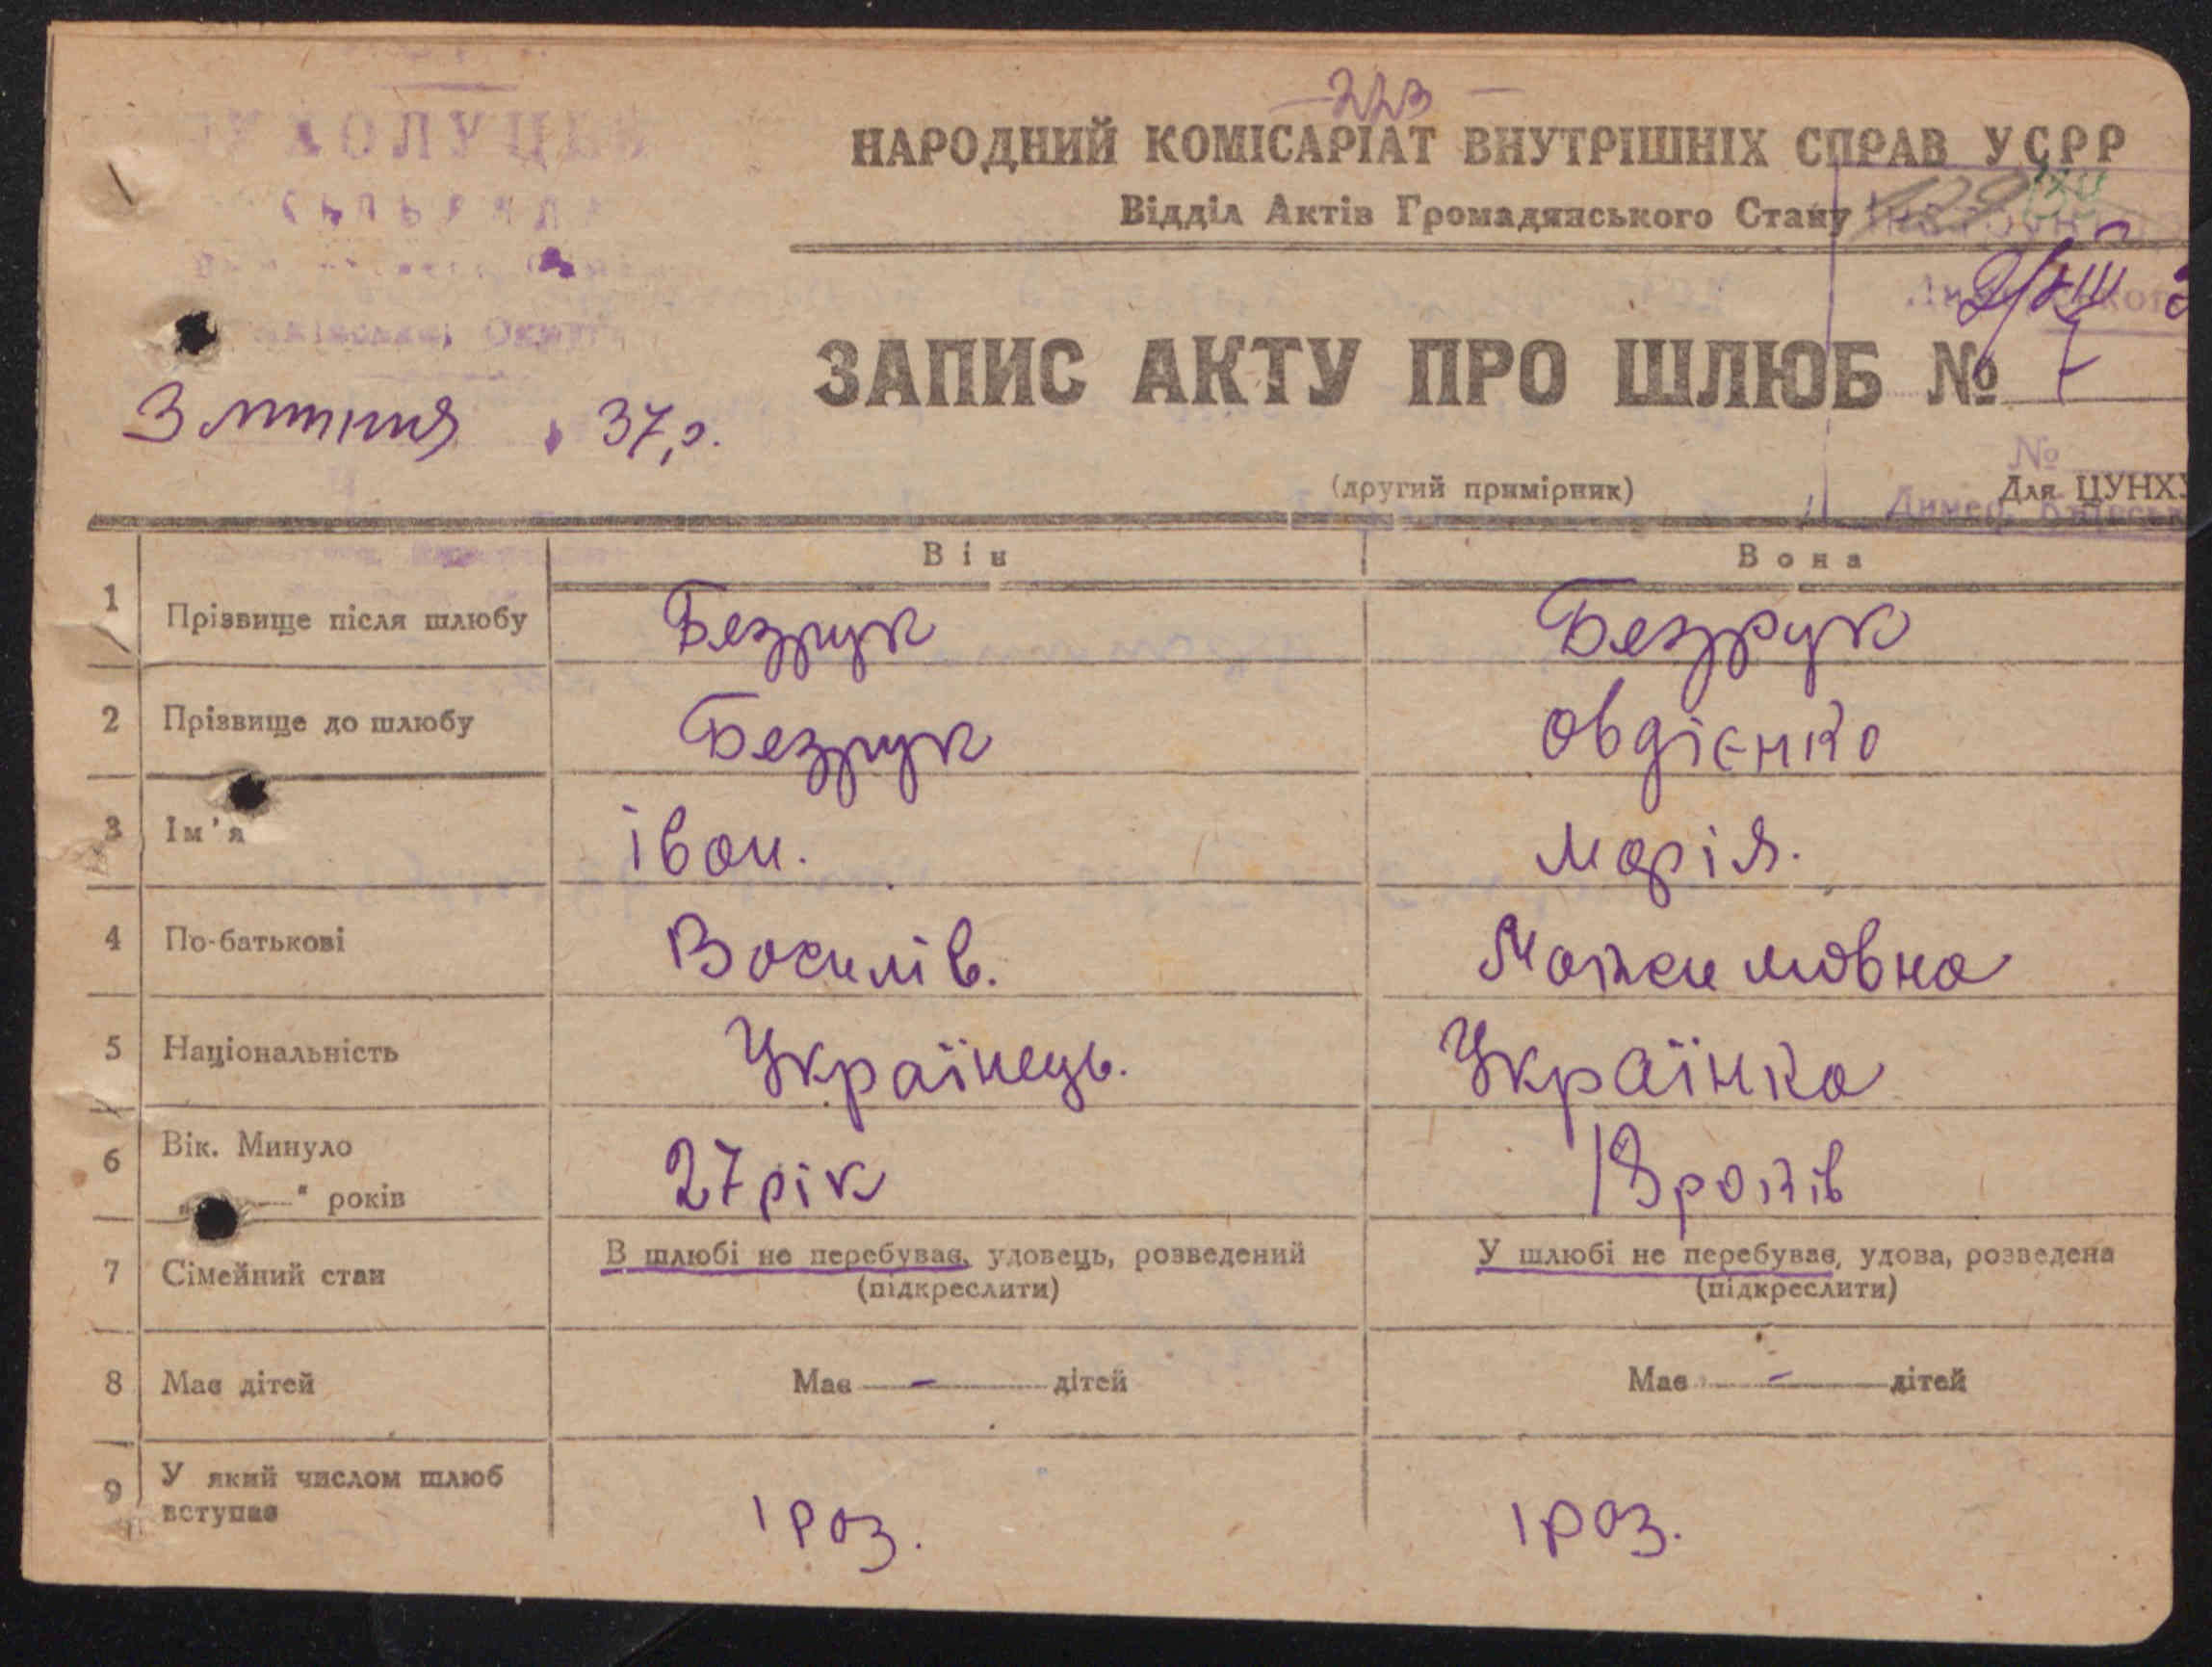 223
НАРОДНИЙ КОМІСАРІАТ ВНУТРІШНІХ СПРАВ УСРР
Відділ Актів Громадянського Стану
ЗАПИС АКТУ ПРО ШЛЮБ № 7
37 р.
(другий примірник)
№
Для ЦУНХУ
Він Вона
1 Прізвище після шлюбу Безрук Безрук
2 Прізвище до шлюбу Безрук Овдієнко
3 Ім'я Іван. Марія.
4 По-батькові Василів. Максимовна
5 Національність Українець. Українка
6 Вік. Минуло
„—“ років 27 рік 18 років
7 Сімейний стан В шлюбі не перебував, удовець, розведений У шлюбі не перебував, удова, розведена
(підкреслити) (підкреслити)
8 Має дітей Має — дітей Має — дітей
9 У який числом шлюб
вступає 1 раз. 1 раз.